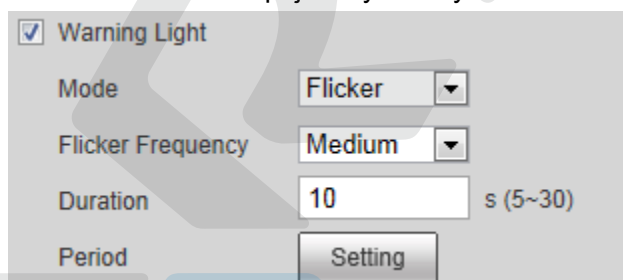 Warning Light
Mode Flicker
Flicker Frequency Medium
Duration 10 s (5~30)
Period Setting